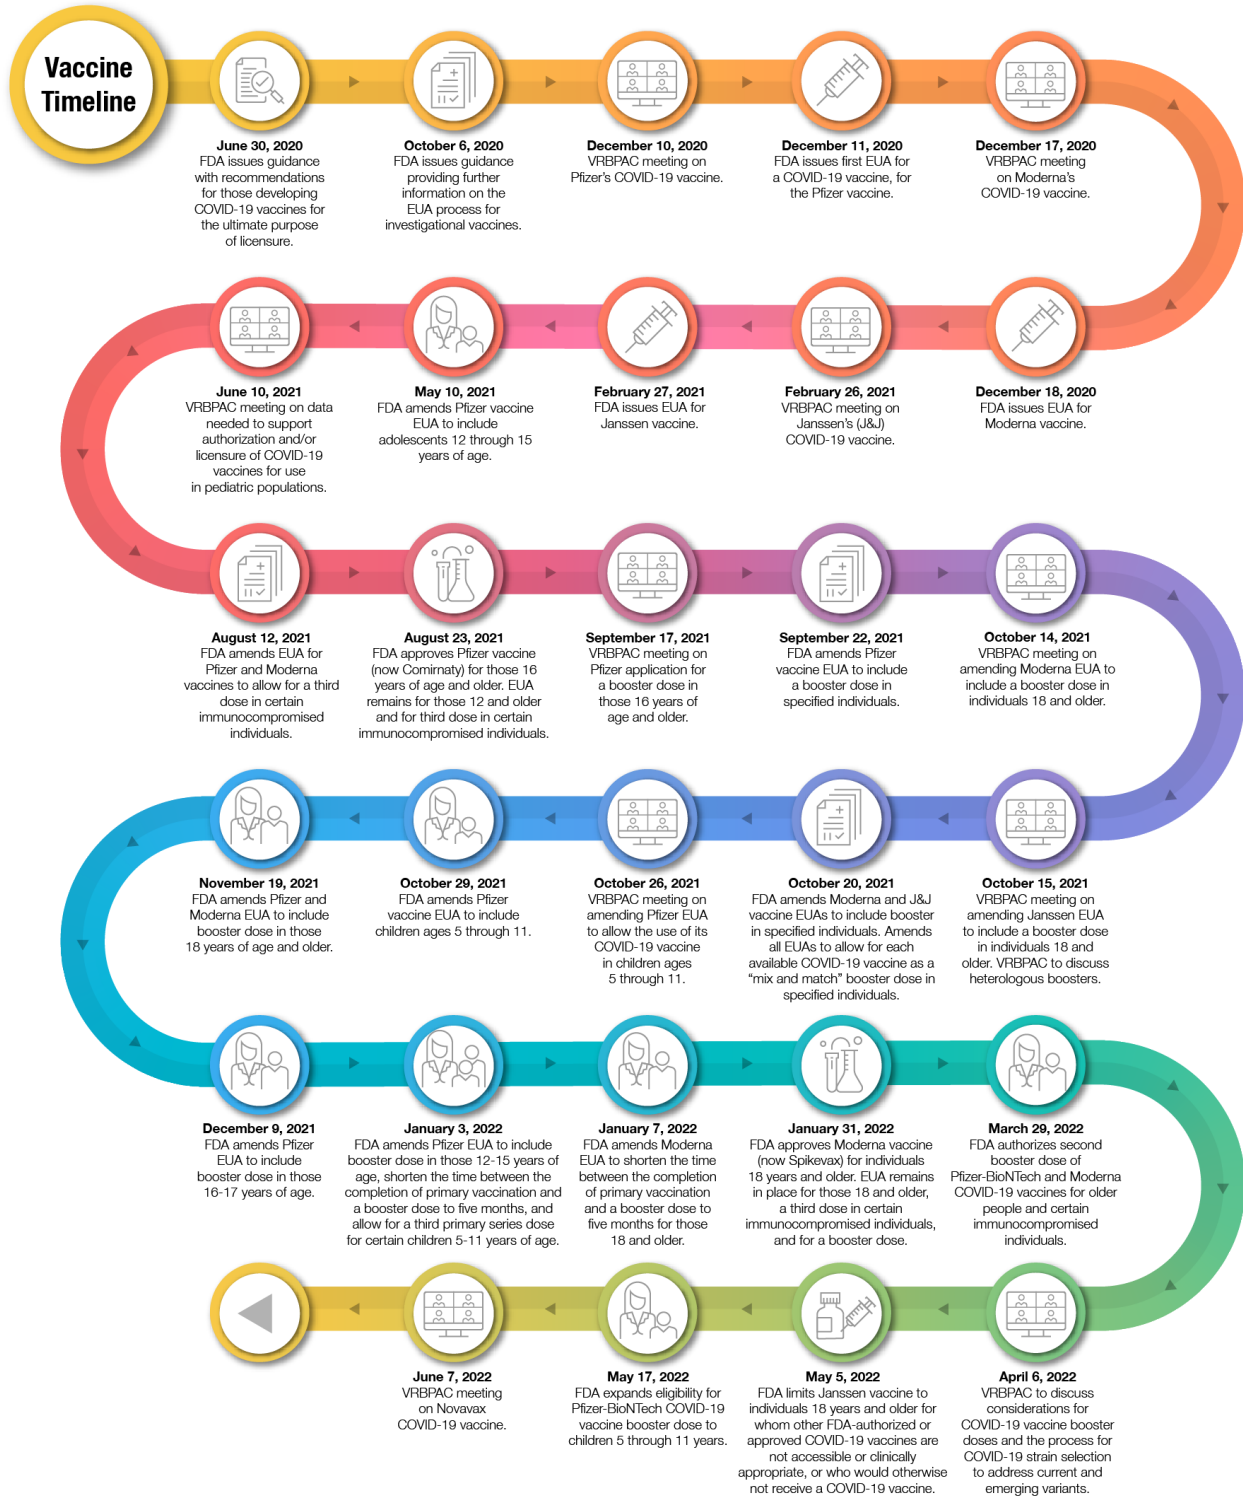 Vaccine
Timeline
June 30, 2020
FDA issues guidance
with recommendations
for those developing
COVID-19 vaccines for
the ultimate purpose
of licensure.
October 6, 2020
FDA issues guidance
providing further
information on the
EUA process for
investigational vaccines.
December 10, 2020
VRBPAC meeting on
Pfizer's COVID-19 vaccine.
December 11, 2020
FDA issues first EUA for
a COVID-19 vaccine, for
the Pfizer vaccine.
December 17, 2020
VRBPAC meeting
on Moderna's
COVID-19 vaccine.
December 18, 2020
FDA issues EUA for
Moderna vaccine.
February 26, 2021
VRBPAC meeting on
Janssen's (J&J)
COVID-19 vaccine.
February 27, 2021
FDA issues EUA for
Janssen vaccine.
May 10, 2021
FDA amends Pfizer vaccine
EUA to include
adolescents 12 through 15
years of age.
June 10, 2021
VRBPAC meeting on data
needed to support
authorization and/or
licensure of COVID-19
vaccines for use
in pediatric populations.
August 12, 2021
FDA amends EUA for
Pfizer and Moderna
vaccines to allow for a third
dose in certain
immunocompromised
individuals.
August 23, 2021
FDA approves Pfizer vaccine
(now Comirnaty) for those 16
years of age and older. EUA
remains for those 12 and older
and for third dose in certain
immunocompromised individuals.
September 17, 2021
VRBPAC meeting on
Pfizer application for
a booster dose in
those 16 years of
age and older.
September 22, 2021
FDA amends Pfizer
vaccine EUA to include
a booster dose in
specified individuals.
October 14, 2021
VRBPAC meeting on
amending Moderna EUA to
include a booster dose in
individuals 18 and older.
October 15, 2021
VRBPAC meeting on
amending Janssen EUA
to include a booster dose
in individuals 18 and
older. VRBPAC to discuss
heterologous boosters.
October 20, 2021
FDA amends Moderna and J&J
vaccine EUAs to include booster
in specified individuals. Amends
all EUAs to allow for each
available COVID-19 vaccine as a
“mix and match” booster dose in
specified individuals.
October 26, 2021
VRBPAC meeting on
amending Pfizer EUA
to allow the use of its
COVID-19 vaccine
in children ages
5 through 11.
October 29, 2021
FDA amends Pfizer
vaccine EUA to include
children ages 5 through 11.
November 19, 2021
FDA amends Pfizer and
Moderna EUA to include
booster dose in those
18 years of age and older.
December 9, 2021
FDA amends Pfizer
EUA to include
booster dose in those
16-17 years of age.
January 3, 2022
FDA amends Pfizer EUA to include
booster dose in those 12-15 years of
age, shorten the time between the
completion of primary vaccination and
a booster dose to five months, and
allow for a third primary series dose
for certain children 5-11 years of age.
January 7, 2022
FDA amends Moderna
EUA to shorten the time
between the completion
of primary vaccination
and a booster dose to
five months for those
18 and older.
January 31, 2022
FDA approves Moderna vaccine
(now Spikevax) for individuals
18 years and older. EUA remains
in place for those 18 and older,
a third dose in certain
immunocompromised individuals,
and for a booster dose.
March 29, 2022
FDA authorizes second
booster dose of
Pfizer-BioNTech and Moderna
COVID-19 vaccines for older
people and certain
immunocompromised
individuals.
April 6, 2022
VRBPAC to discuss
considerations for
COVID-19 vaccine booster
doses and the process for
COVID-19 strain selection
to address current and
emerging variants.
May 5, 2022
FDA limits Janssen vaccine to
individuals 18 years and older for
whom other FDA-authorized or
approved COVID-19 vaccines are
not accessible or clinically
appropriate, or who would otherwise
not receive a COVID-19 vaccine.
May 17, 2022
FDA expands eligibility for
Pfizer-BioNTech COVID-19
vaccine booster dose to
children 5 through 11 years.
June 7, 2022
VRBPAC meeting
on Novavax
COVID-19 vaccine.